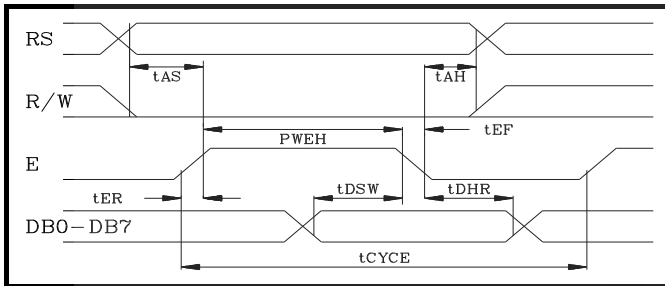 RS
tAS
tAH
R/W
PWEH
tEF
E
tER
tDSW
tDHR
DB0-DB7
tCYCE